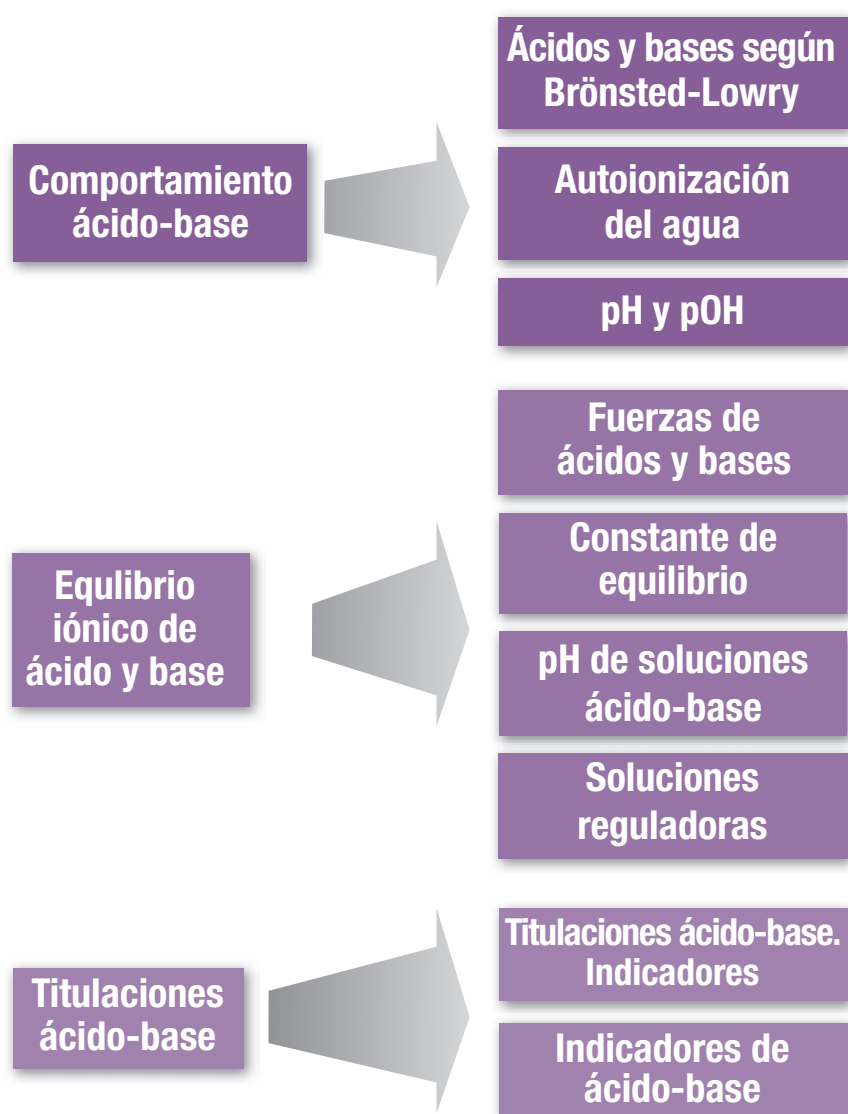 Comportamiento
ácido-base
Ácidos y bases según
Brönsted-Lowry
Autoionización
del agua
pH y pOH
Equlibrio
iónico de
ácido y base
Fuerzas de
ácidos y bases
Constante de
equilibrio
pH de soluciones
ácido-base
Soluciones
reguladoras
Titulaciones
ácido-base
Titulaciones ácido-base.
Indicadores
Indicadores de
ácido-base